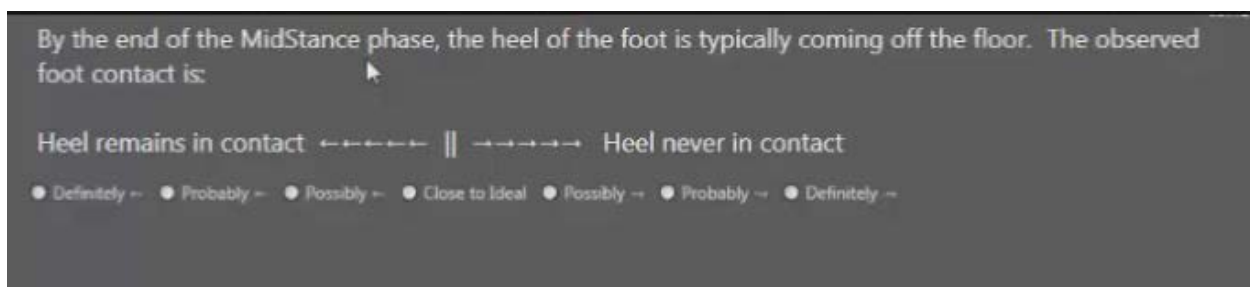 By the end of the MidStance phase, the heel of the foot is typically coming off the floor. The observed
foot contact is:
Heel remains in contact ←←←←← || →→→→→ Heel never in contact
Definitely ← Probably ← Possibly ← Close to Ideal Possibly → Probably → Definitely →